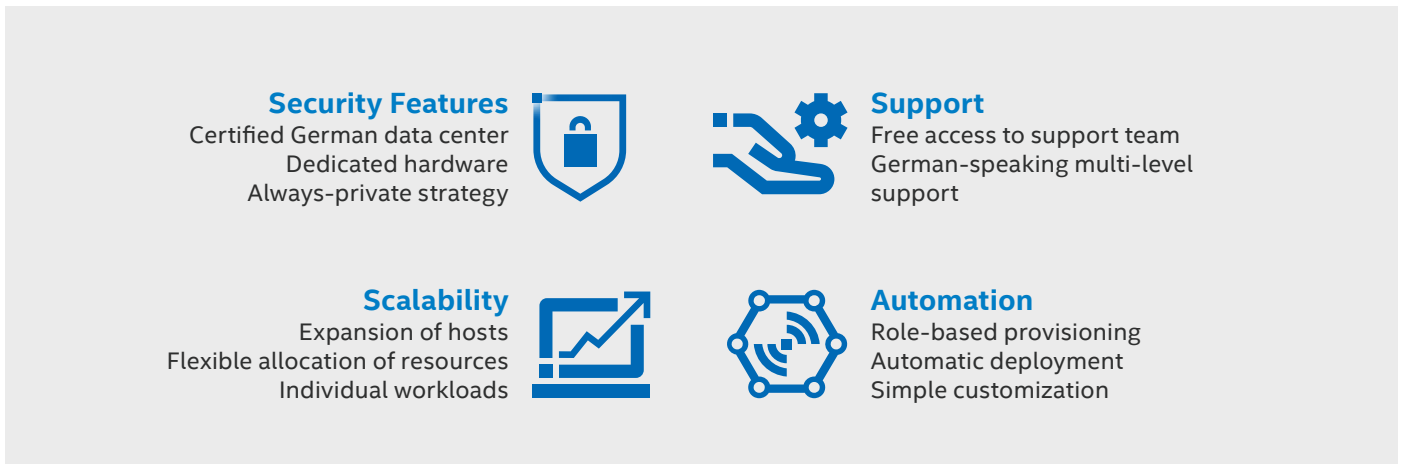 Security Features
Certified German data center
Dedicated hardware
Always-private strategy
Support
Free access to support team
German-speaking multi-level
support
Scalability
Expansion of hosts
Flexible allocation of resources
Individual workloads
Automation
Role-based provisioning
Automatic deployment
Simple customization